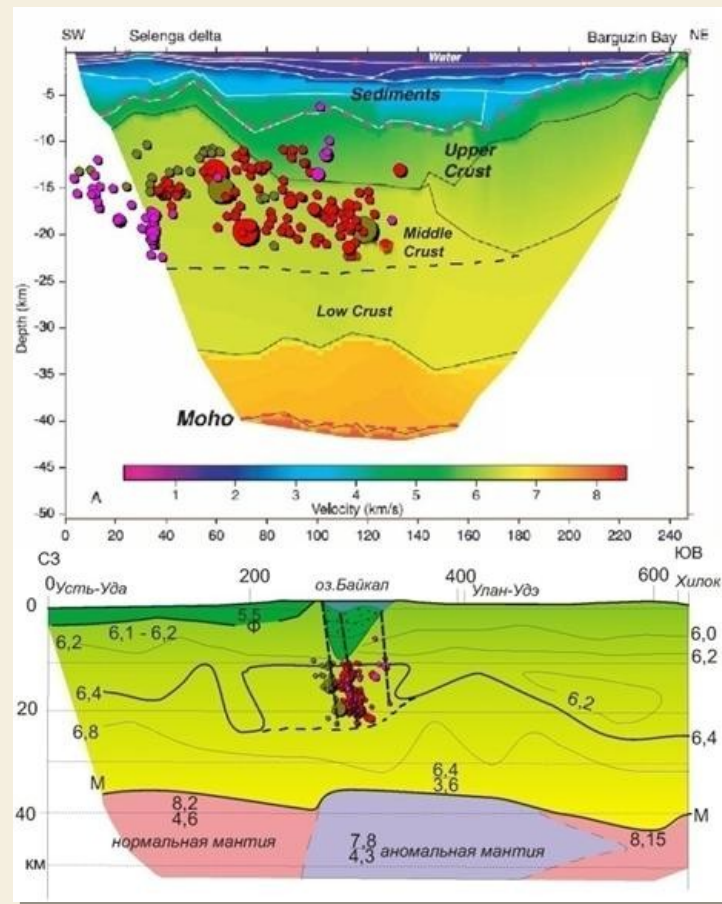 SW Selenga delta Barguzin Bay NE
Water
-5 Sediments
-10
Upper
Crust
-15
-20 Middle
Crust
-25
Depth (km)
-30 Low Crust
-35
-40 Moho
-45
A 1 2 3 4 5 6 7 8
Velocity (km/s)
-50
0 20 40 60 80 100 120 140 160 180 200 220 240
СЗ ЮВ
0 Усть-Уда 200 оз.Байкал 400 Улан-Удэ 600 Хилок
0
5,5
Ф
6,1 - 6,2 6,0
6,2 6,2
6,4 6,2
20
6,8 6,4
6,4
3,6
М М
40 8,2 8,15
4,6
нормальная мантия 7,8 аномальная мантия
4,3
км